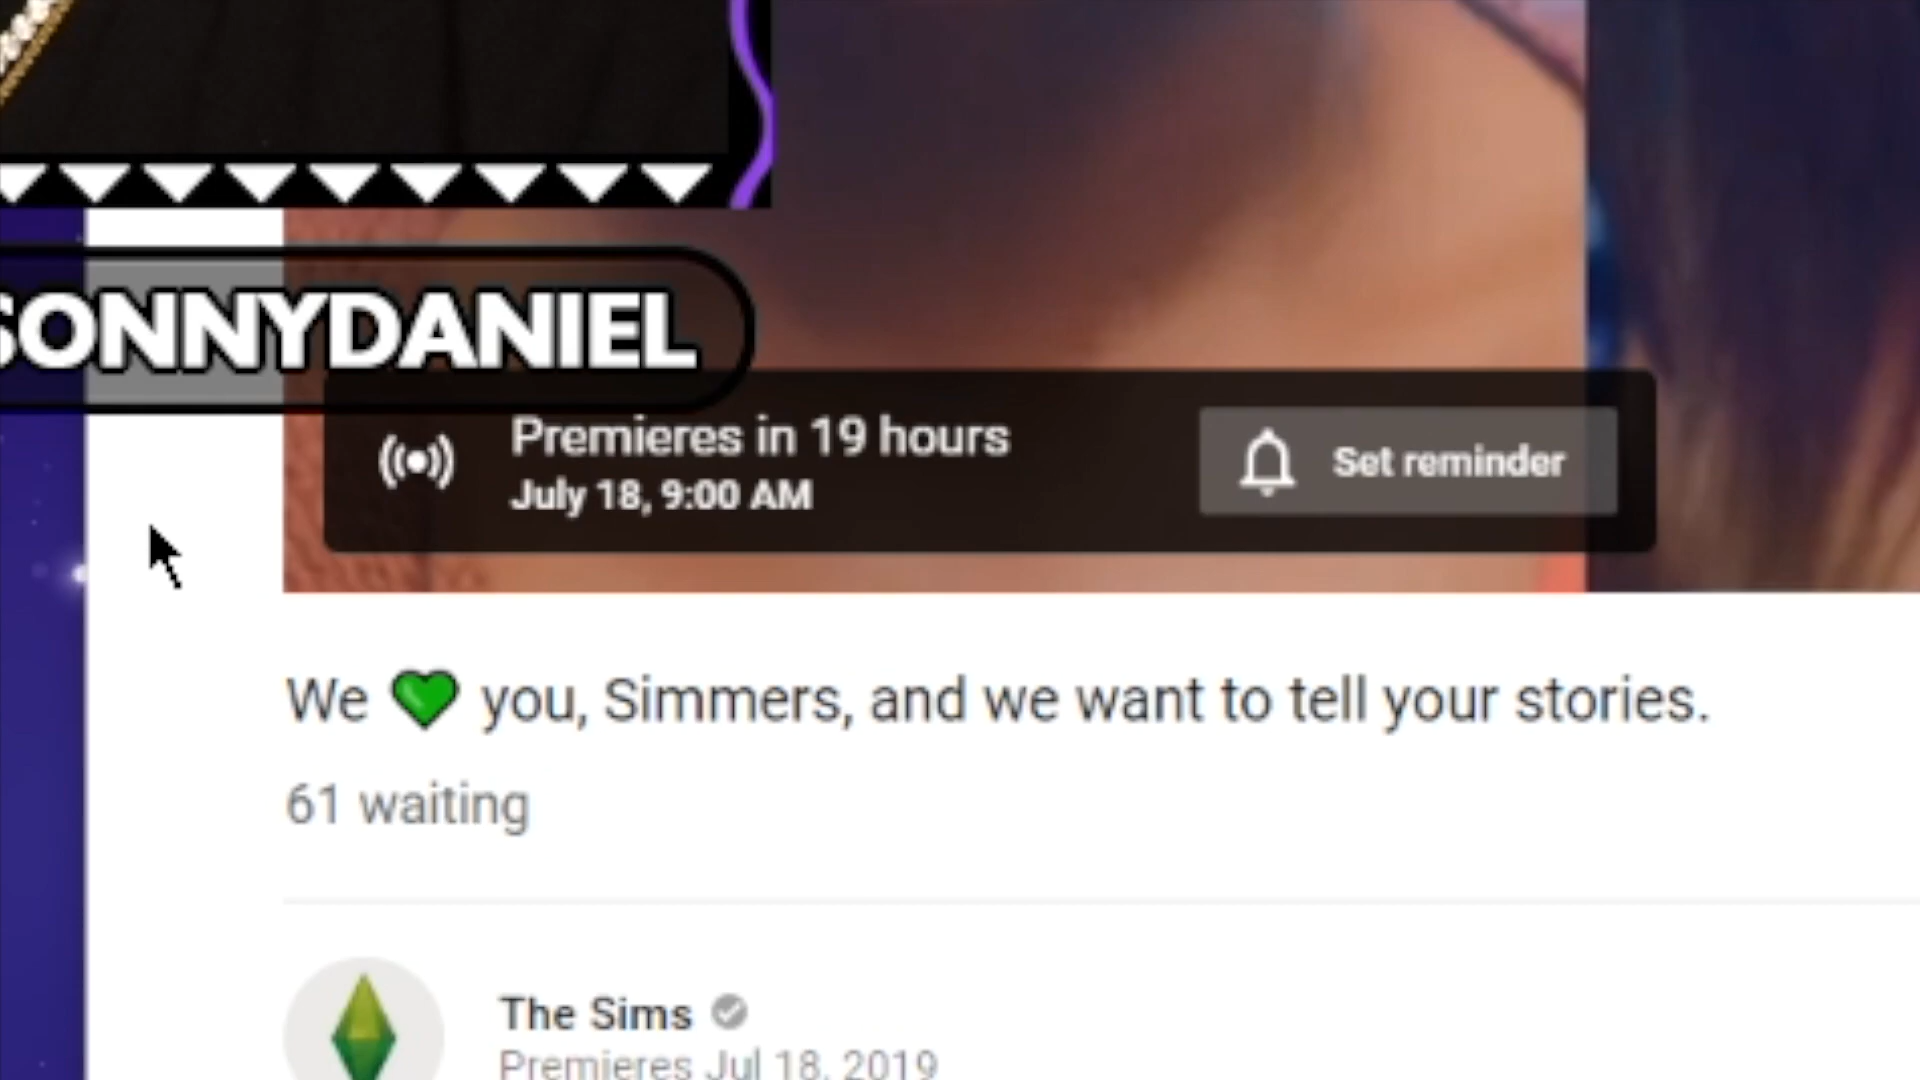 SONNYDANIEL
Premieres in 19 hours
July 18, 9:00 AM
Set reminder
We 💚 you, Simmers, and we want to tell your stories.
61 waiting
The Sims
Premieres Jul 18, 2019